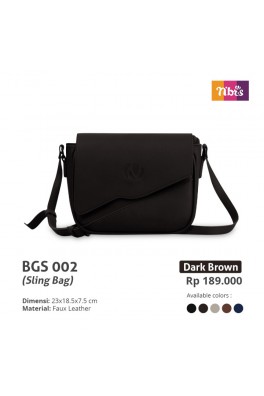 Nibi's
BGS 002
(Sling Bag)
Dimensi: 23x18.5x7.5 cm
Material: Faux Leather
Dark Brown
Rp 189.000
Available colors :